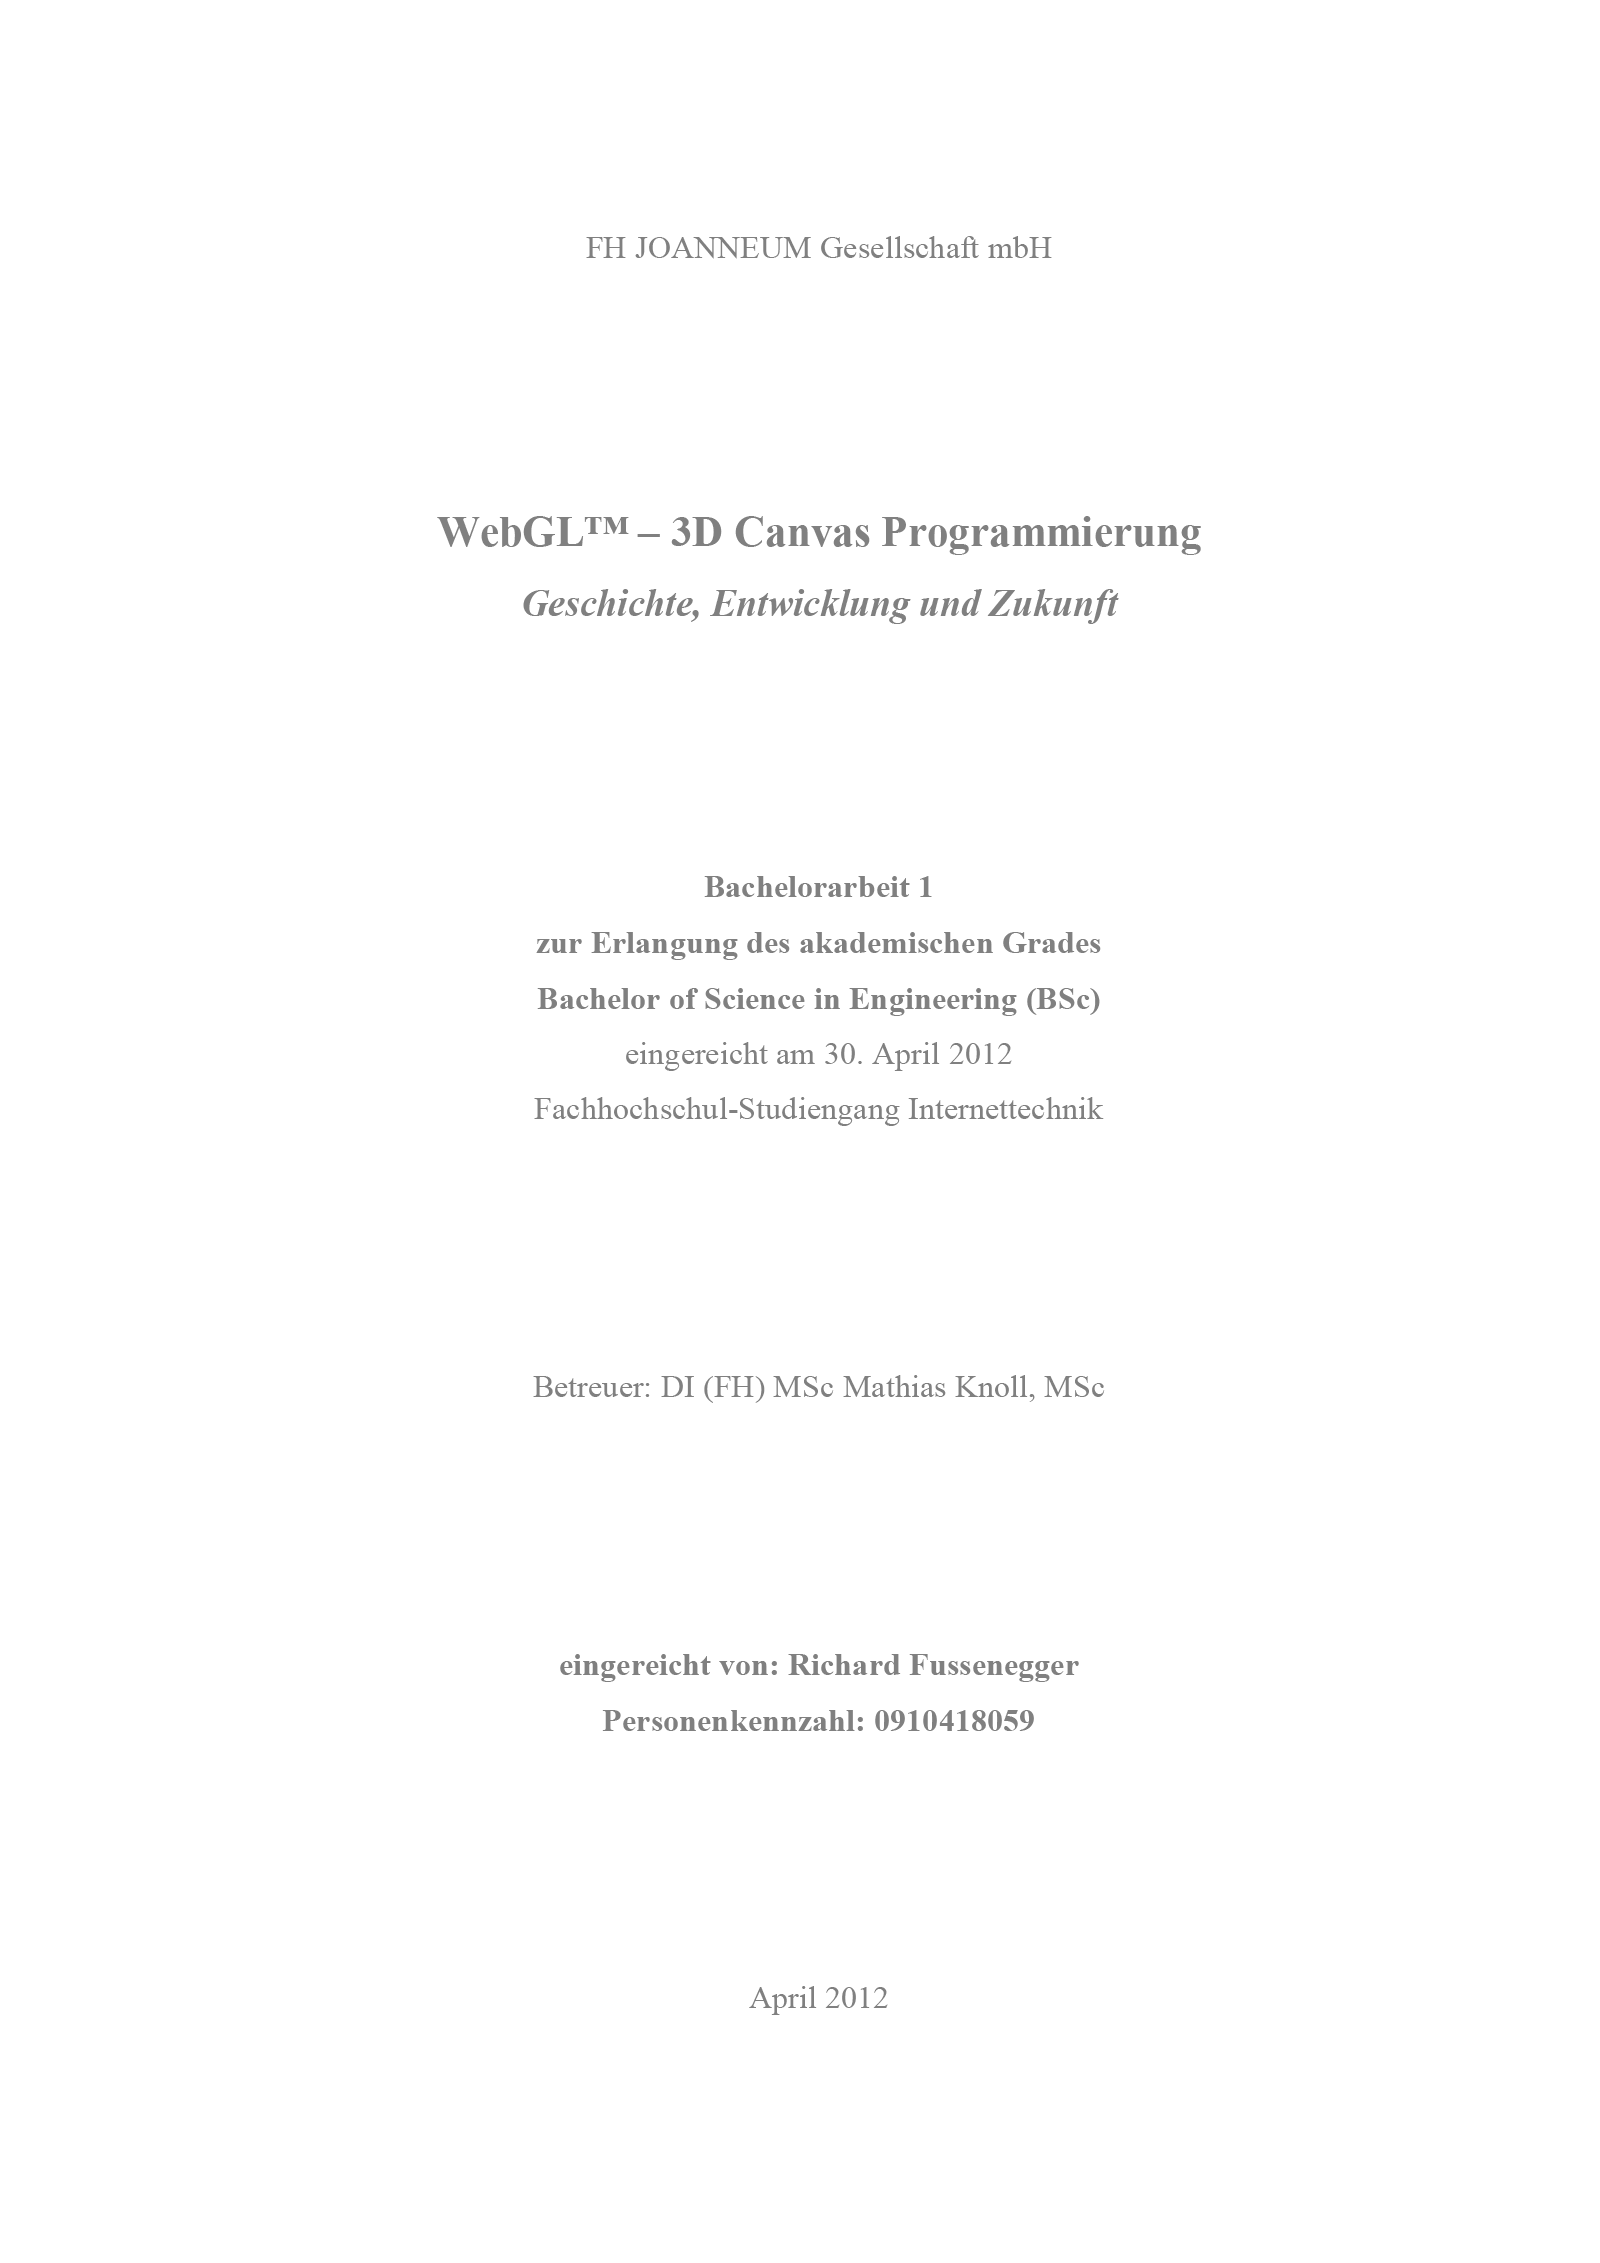 FH JOANNEUM Gesellschaft mbH
WebGL™ – 3D Canvas Programmierung
Geschichte, Entwicklung und Zukunft
Bachelorarbeit 1
zur Erlangung des akademischen Grades
Bachelor of Science in Engineering (BSc)
eingereicht am 30. April 2012
Fachhochschul-Studiengang Internettechnik
Betreuer: DI (FH) MSc Mathias Knoll, MSc
eingereicht von: Richard Fussenegger
Personenkennzahl: 0910418059
April 2012